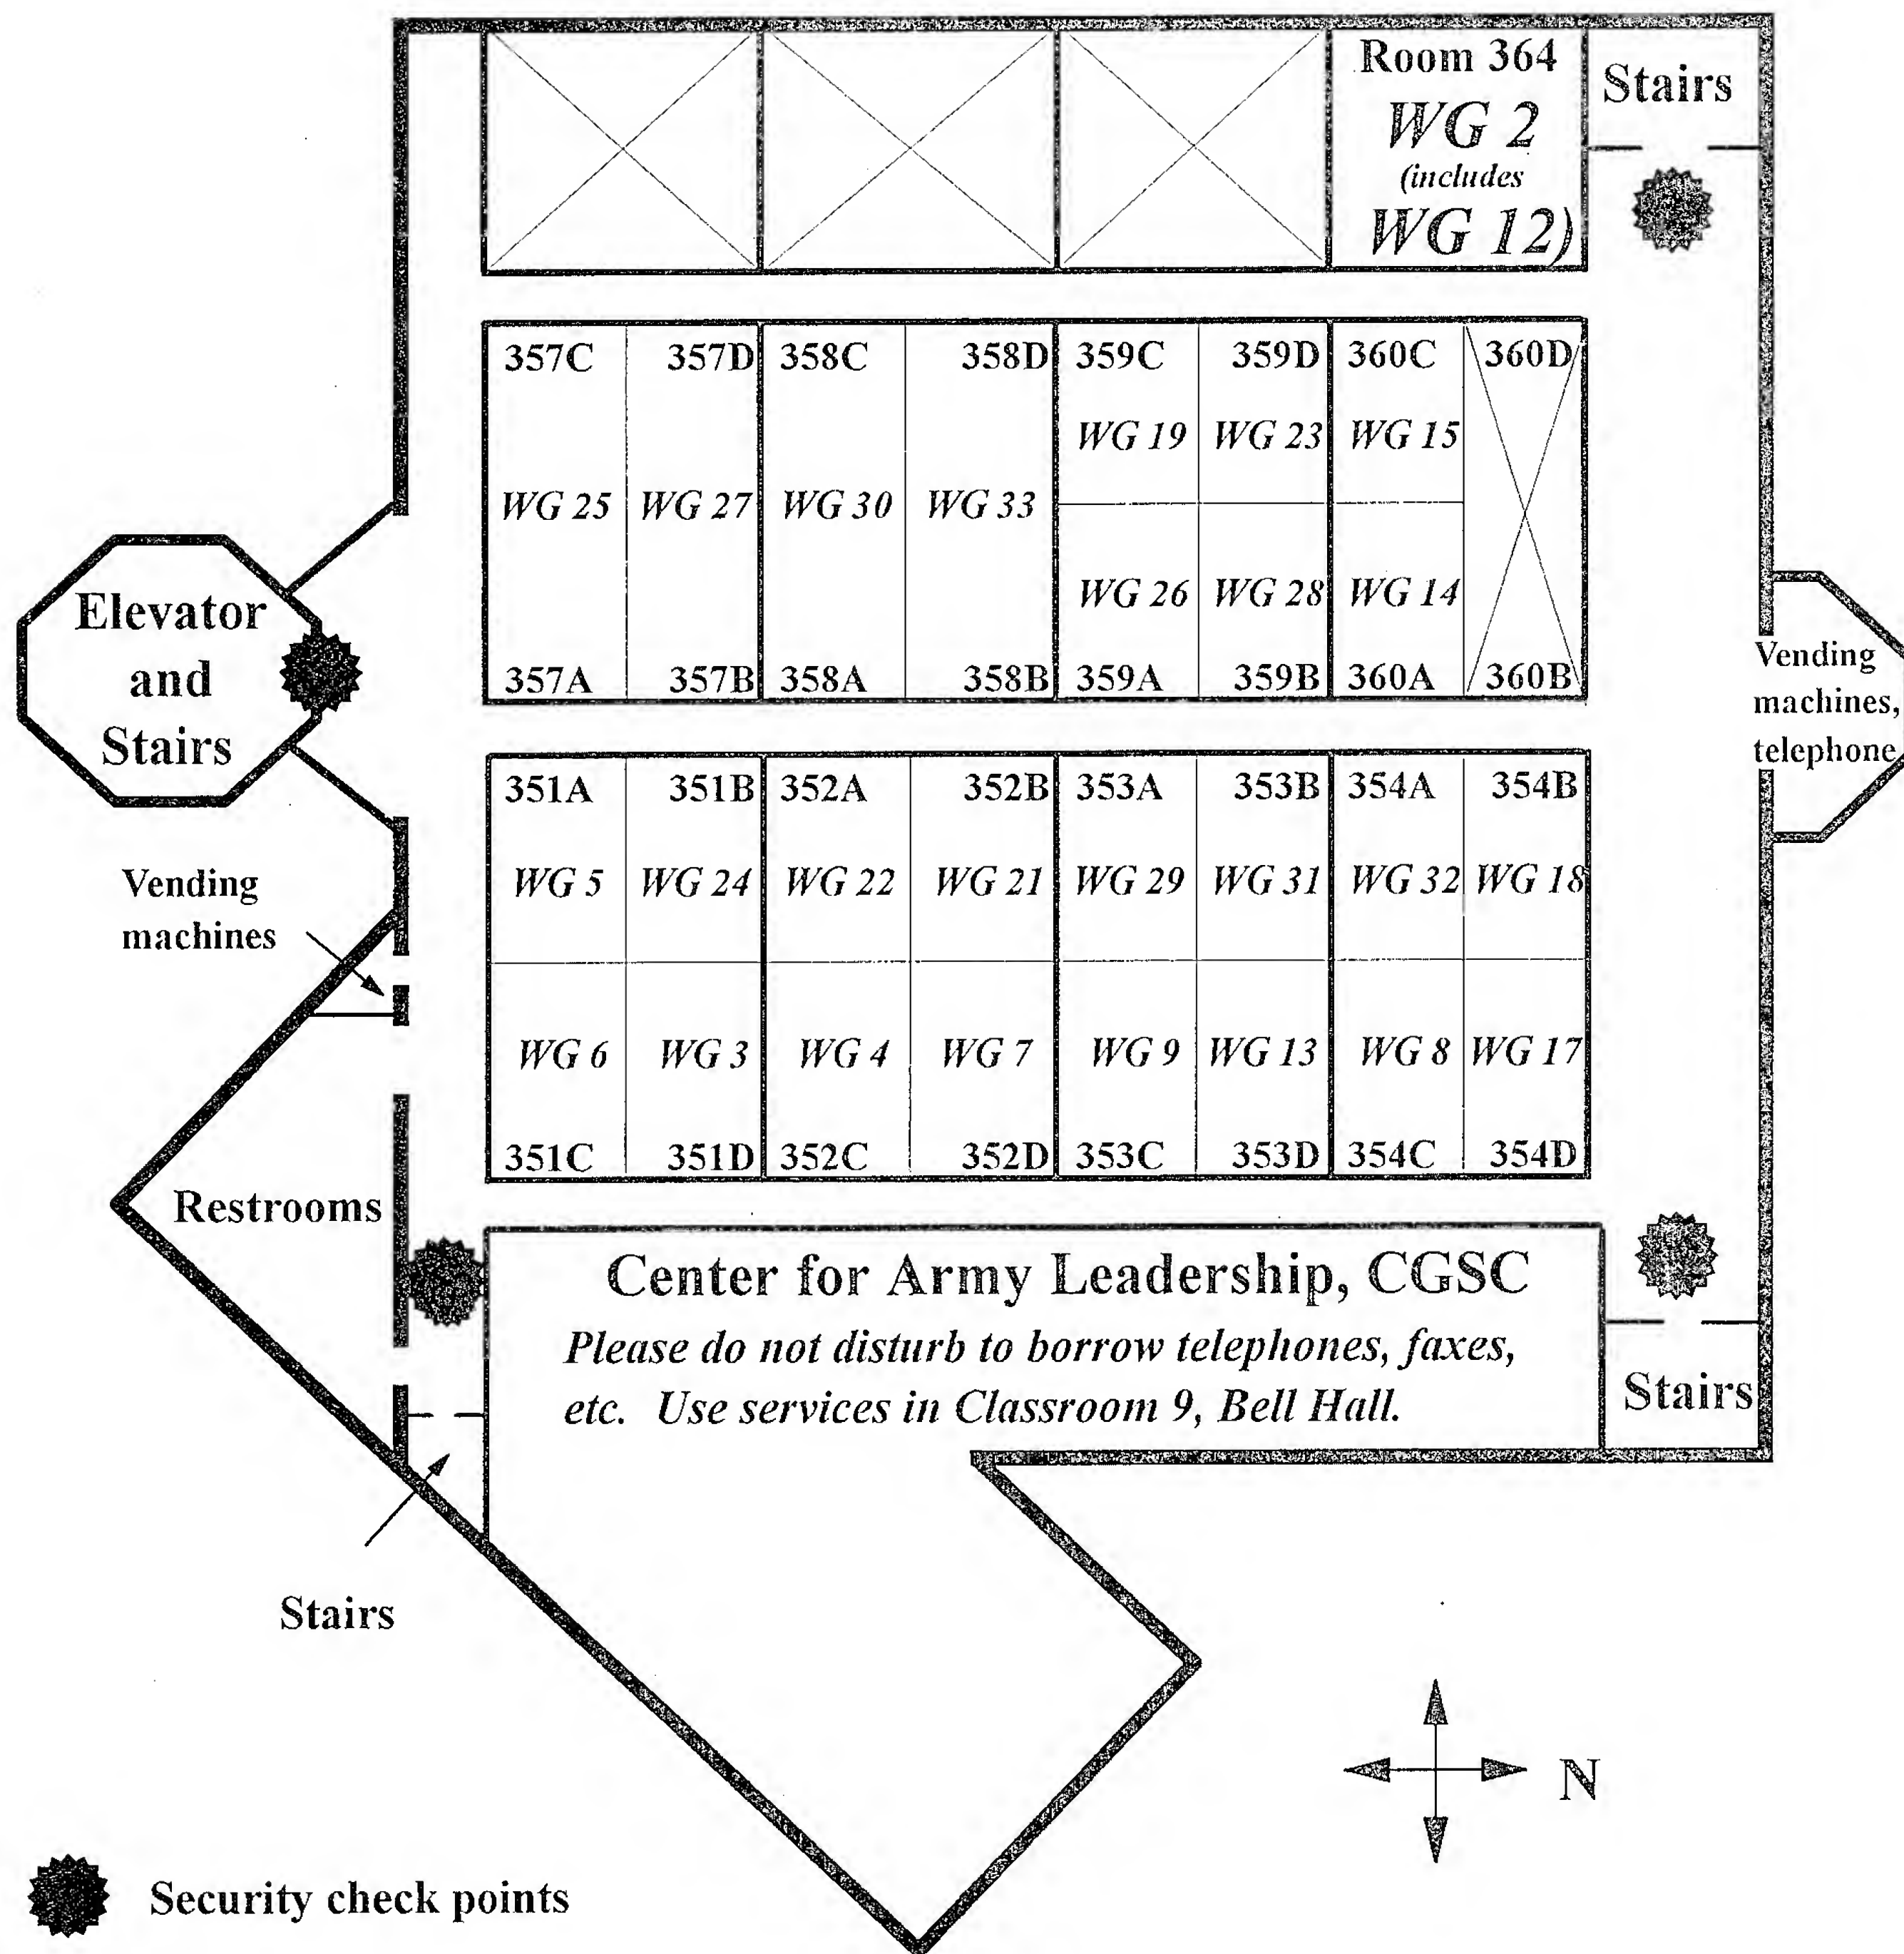 Room 364
WG 2
(includes
WG 12)
Stairs
357C 357D 358C 358D 359C 359D 360C 360D
WG 19 WG 23 WG 15
WG 25 WG 27 WG 30 WG 33
WG 26 WG 28 WG 14
357A 357B 358A 358B 359A 359B 360A 360B
Elevator
and
Stairs
Vending
machines,
telephone
351A 351B 352A 352B 353A 353B 354A 354B
WG 5 WG 24 WG 22 WG 21 WG 29 WG 31 WG 32 WG 18
Vending
machines
WG 6 WG 3 WG 4 WG 7 WG 9 WG 13 WG 8 WG 17
351C 351D 352C 352D 353C 353D 354C 354D
Restrooms
Center for Army Leadership, CGSC
Please do not disturb to borrow telephones, faxes,
etc. Use services in Classroom 9, Bell Hall.
Stairs
Stairs
N
Security check points